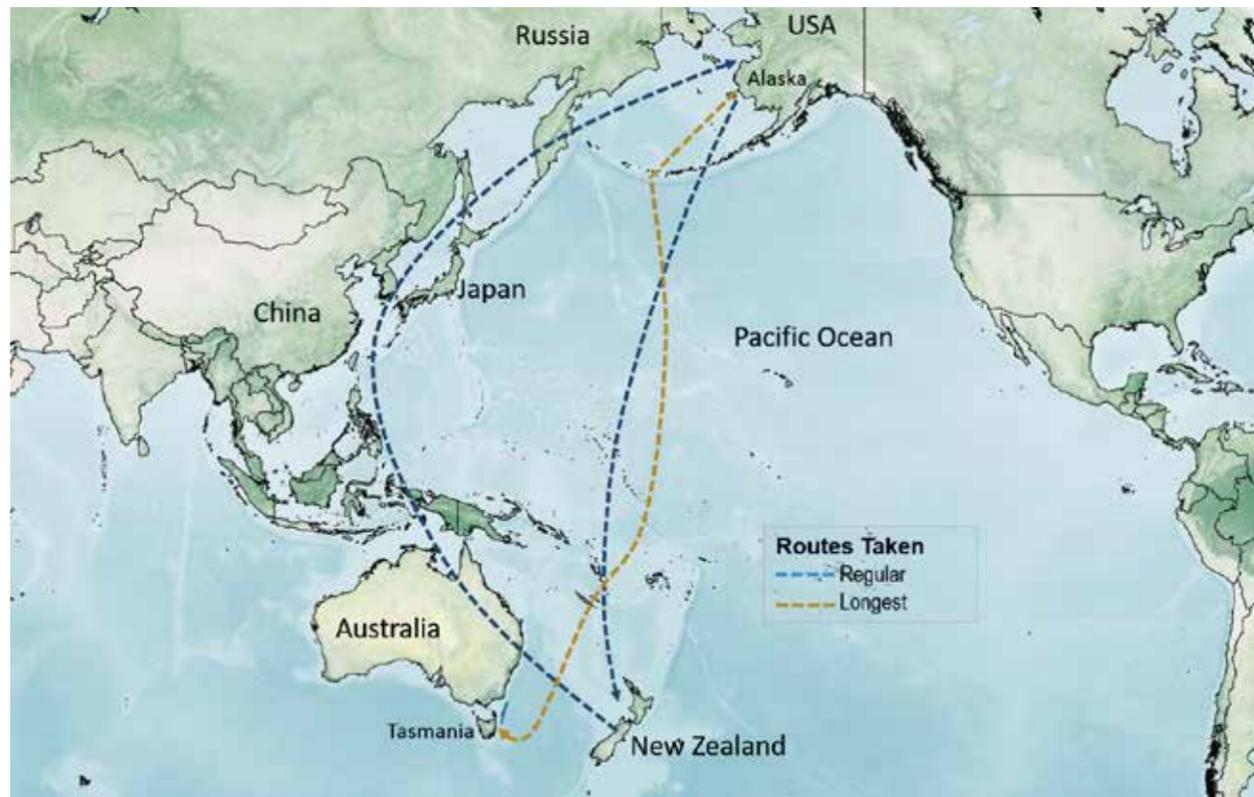 USA
Russia
Alaska
Japan
China
Pacific Ocean
Routes Taken
Regular
Longest
Australia
Tasmania
New Zealand